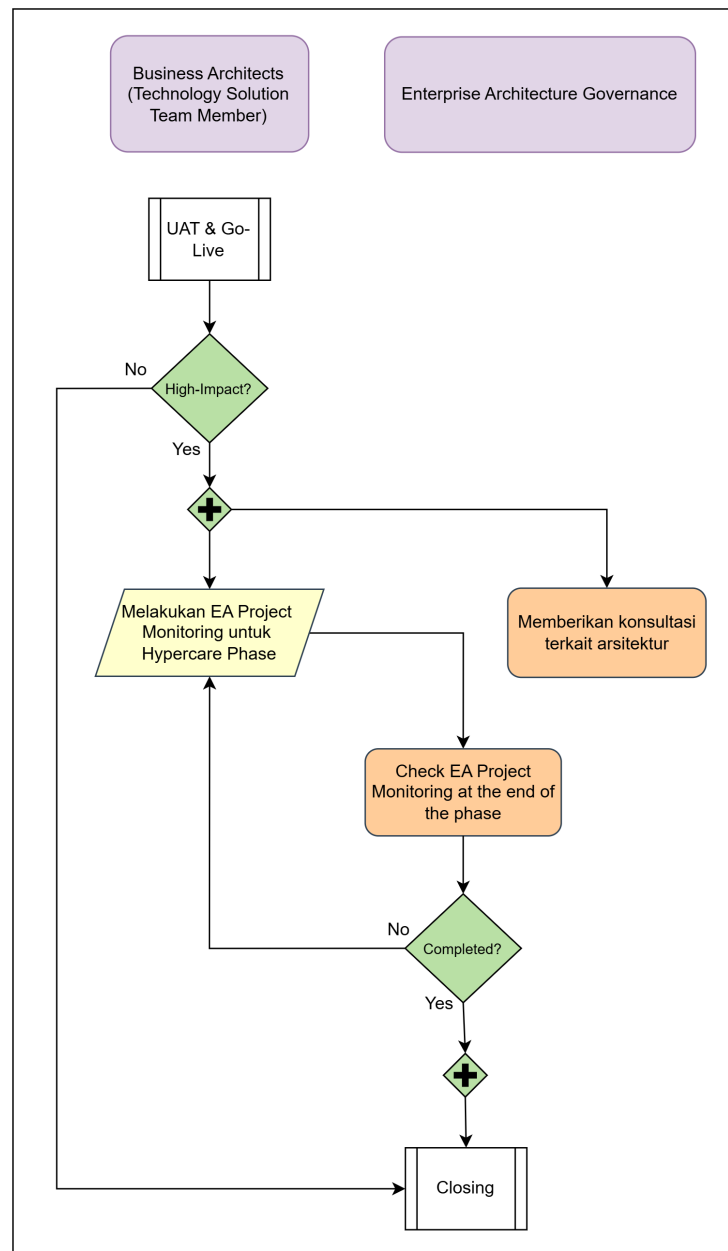 Business Architects
(Technology Solution
Team Member)
Enterprise Architecture Governance
UAT & Go-
Live
No
High-Impact?
Yes
Melakukan EA Project
Monitoring untuk
Hypercare Phase
Memberikan konsultasi
terkait arsitektur
Check EA Project
Monitoring at the end of
the phase
No
Completed?
Yes
Closing